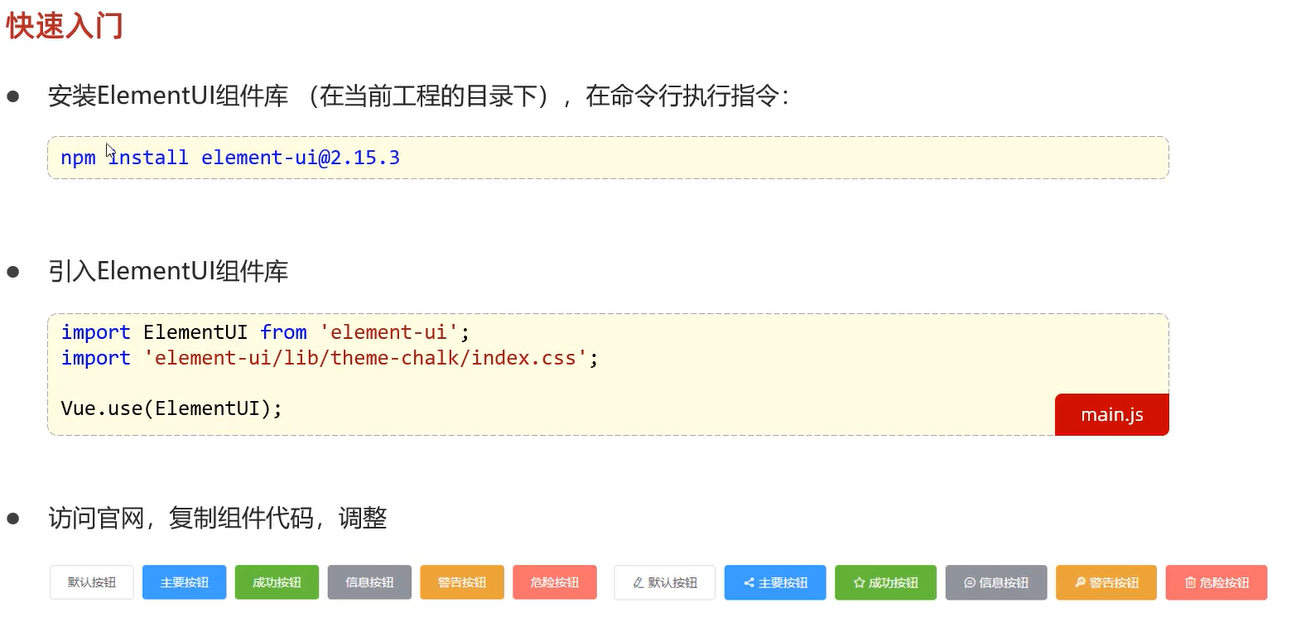 快速入门
安装ElementUI组件库 （在当前工程的目录下），在命令行执行指令：
npm install element-ui@2.15.3
引入ElementUI组件库
import ElementUI from 'element-ui';
import 'element-ui/lib/theme-chalk/index.css';
Vue.use(ElementUI);
main.js
访问官网，复制组件代码，调整
默认按钮 主要按钮 成功按钮 信息按钮 警告按钮 危险按钮 默认按钮 主要按钮 成功按钮 信息按钮 警告按钮 危险按钮